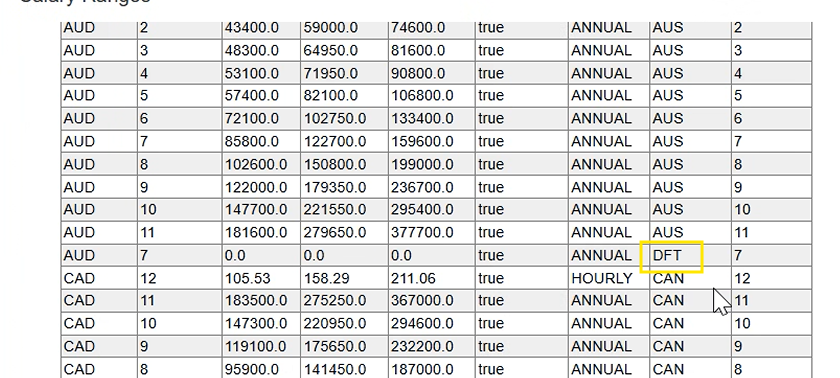 Salary Ranges
AUD 2 43400.0 59000.0 74600.0 true ANNUAL AUS 2
AUD 3 48300.0 64950.0 81600.0 true ANNUAL AUS 3
AUD 4 53100.0 71950.0 90800.0 true ANNUAL AUS 4
AUD 5 57400.0 82100.0 106800.0 true ANNUAL AUS 5
AUD 6 72100.0 102750.0 133400.0 true ANNUAL AUS 6
AUD 7 85800.0 122700.0 159600.0 true ANNUAL AUS 7
AUD 8 102600.0 150800.0 199000.0 true ANNUAL AUS 8
AUD 9 122000.0 179350.0 236700.0 true ANNUAL AUS 9
AUD 10 147700.0 221550.0 295400.0 true ANNUAL AUS 10
AUD 11 181600.0 279650.0 377700.0 true ANNUAL AUS 11
AUD 7 0.0 0.0 0.0 true ANNUAL DFT 7
CAD 12 105.53 158.29 211.06 true HOURLY CAN 12
CAD 11 183500.0 275250.0 367000.0 true ANNUAL CAN 11
CAD 10 147300.0 220950.0 294600.0 true ANNUAL CAN 10
CAD 9 119100.0 175650.0 232200.0 true ANNUAL CAN 9
CAD 8 95900.0 141450.0 187000.0 true ANNUAL CAN 8